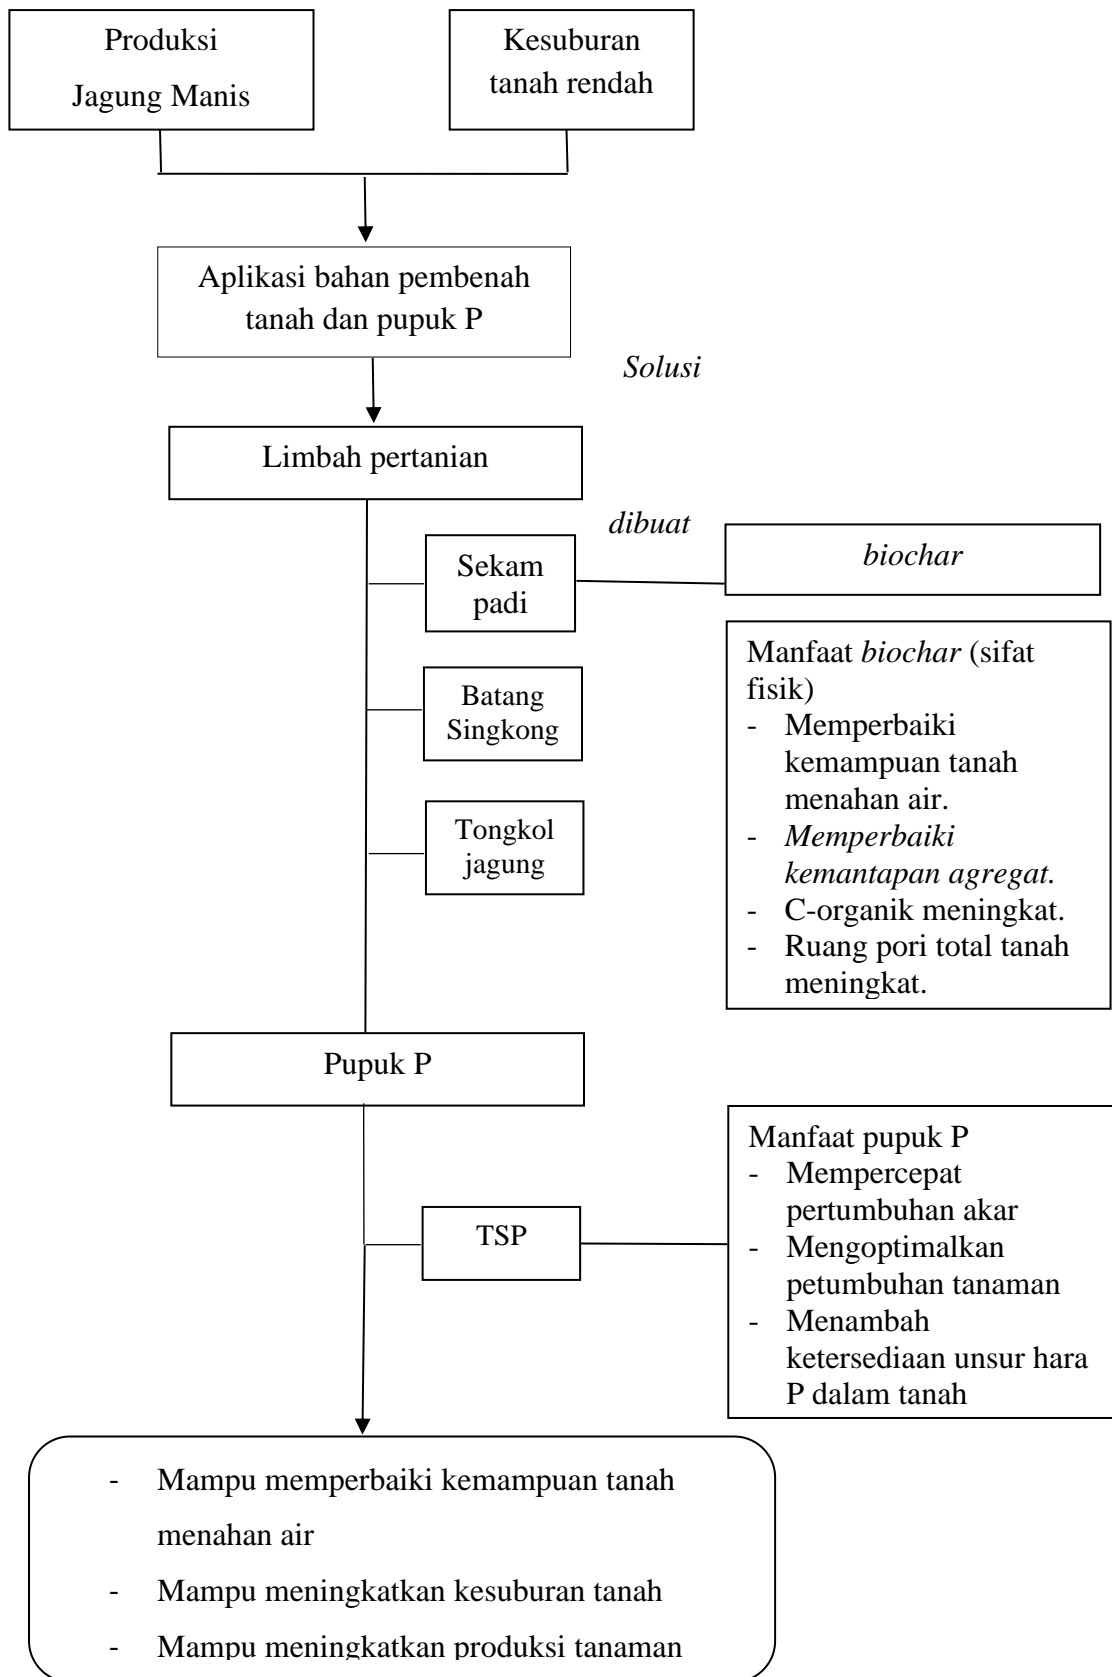 Produksi
Jagung Manis
Kesuburan
tanah rendah
Aplikasi bahan pembenah
tanah dan pupuk P
Solusi
Limbah pertanian
dibuat
Sekam
padi
biochar
Manfaat biochar (sifat
fisik)
- Memperbaiki
kemampuan tanah
menahan air.
- Memperbaiki
kemantapan agregat.
- C-organik meningkat.
- Ruang pori total tanah
meningkat.
Batang
Singkong
Tongkol
jagung
Pupuk P
Manfaat pupuk P
- Mempercepat
pertumbuhan akar
- Mengoptimalkan
petumbuhan tanaman
- Menambah
ketersediaan unsur hara
P dalam tanah
TSP
- Mampu memperbaiki kemampuan tanah
menahan air
- Mampu meningkatkan kesuburan tanah
- Mampu meningkatkan produksi tanaman